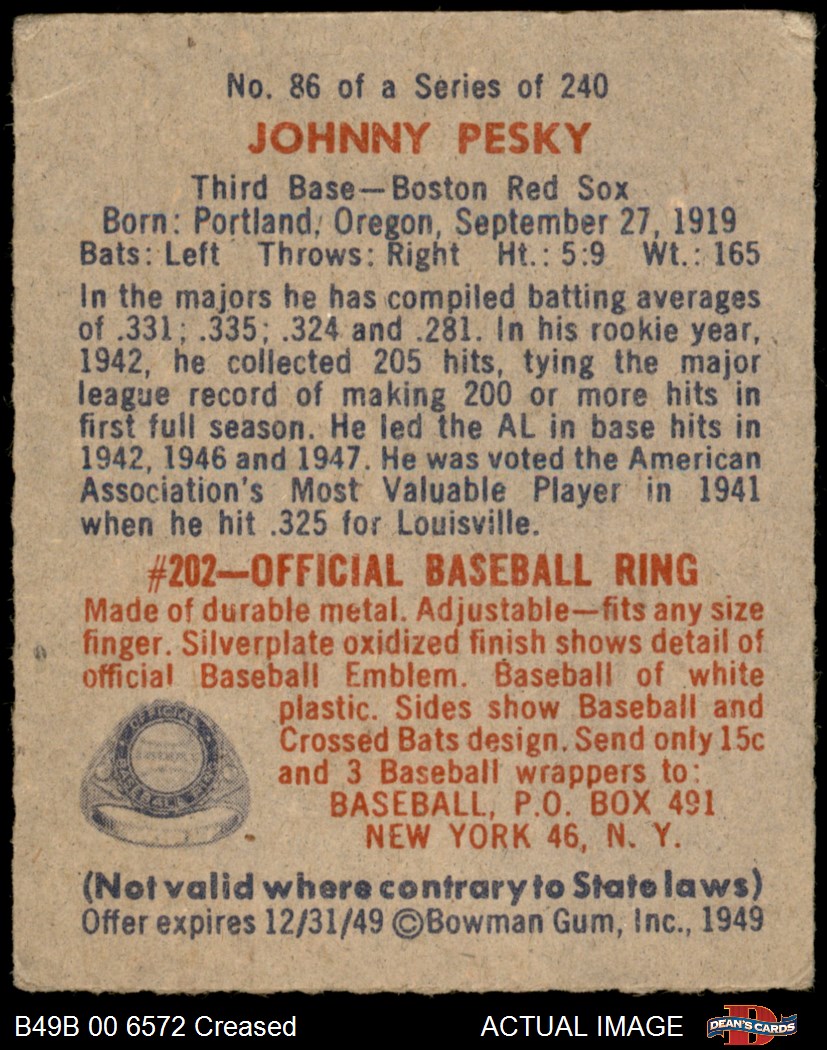 No. 86 of a Series of 240
JOHNNY PESKY
Third Base—Boston Red Sox
Born: Portland, Oregon, September 27, 1919
Bats: Left Throws: Right Ht.: 5:9 Wt.: 165
In the majors he has compiled batting averages
of .331; .335; .324 and .281. In his rookie year,
1942, he collected 205 hits, tying the major
league record of making 200 or more hits in
first full season. He led the AL in base hits in
1942, 1946 and 1947. He was voted the American
Association's Most Valuable Player in 1941
when he hit .325 for Louisville.
#202—OFFICIAL BASEBALL RING
Made of durable metal. Adjustable—fits any size
finger. Silverplate oxidized finish shows detail of
official Baseball Emblem. Baseball of white
plastic. Sides show Baseball and
Crossed Bats design. Send only 15c
and 3 Baseball wrappers to:
BASEBALL, P.O. BOX 491
NEW YORK 46, N. Y.
OFFICIAL
BASEBALL RING
(Not valid where contrary to State laws)
Offer expires 12/31/49 ©Bowman Gum, Inc., 1949
B49B 00 6572 Creased
ACTUAL IMAGE
DEAN'S CARDS